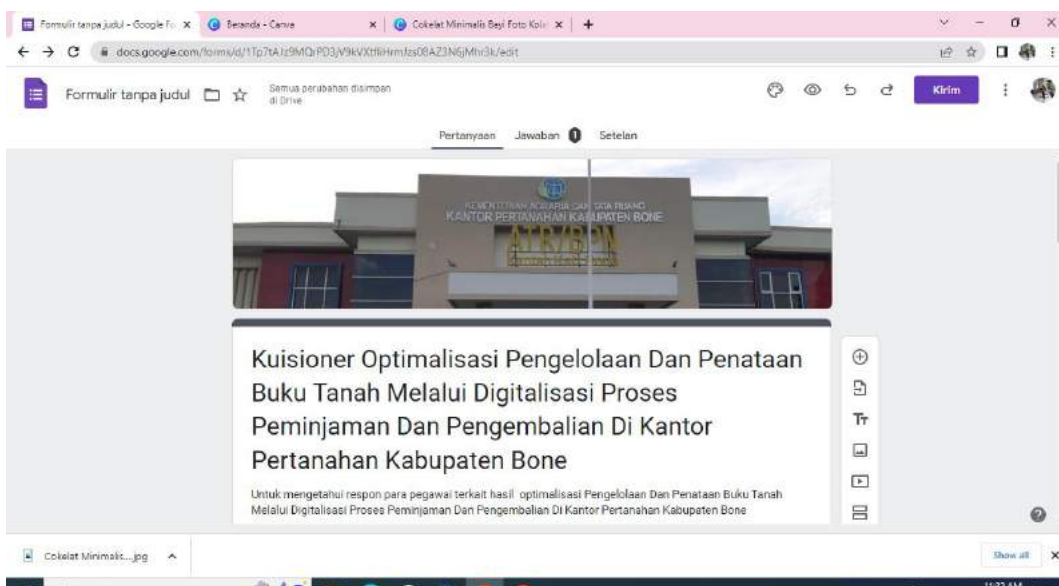 Formulir tanpa judul - Google Fo
Beranda - Canva
Cokelat Minimalis Bayi Foto Kola
docs.google.com/forms/d/
/edit
Formulir tanpa judul
Semua perubahan disimpan
di Drive
Kirim
Pertanyaan Jawaban 1 Setelan
KEMENTERIAN AGRARIA DAN TATA RUANG
KANTOR PERTANAHAN KABUPATEN BONE
ATR/BPN
Kuisioner Optimalisasi Pengelolaan Dan Penataan
Buku Tanah Melalui Digitalisasi Proses
Peminjaman Dan Pengembalian Di Kantor
Pertanahan Kabupaten Bone
Untuk mengetahui respon para pegawai terkait hasil optimalisasi Pengelolaan Dan Penataan Buku Tanah
Melalui Digitalisasi Proses Peminjaman Dan Pengembalian Di Kantor Pertanahan Kabupaten Bone
Cokelat Minimalis....jpg
Show all